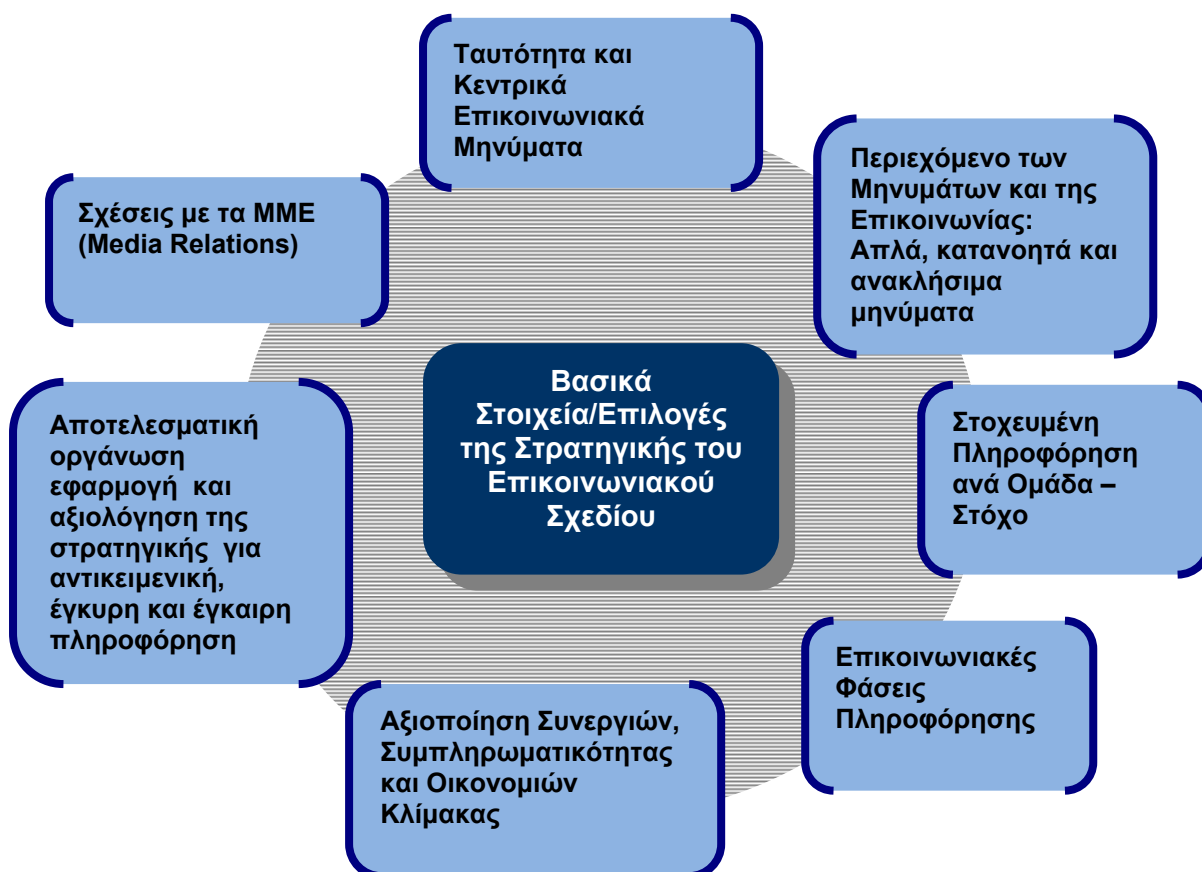 Ταυτότητα και
Κεντρικά
Επικοινωνιακά
Μηνύματα
Περιεχόμενο των
Μηνυμάτων και της
Επικοινωνίας:
Απλά, κατανοητά και
ανακλήσιμα
μηνύματα
Σχέσεις με τα ΜΜΕ
(Media Relations)
Βασικά
Στοιχεία/Επιλογές
της Στρατηγικής του
Επικοινωνιακού
Σχεδίου
Στοχευμένη
Πληροφόρηση
ανά Ομάδα –
Στόχο
Αποτελεσματική
οργάνωση
εφαρμογή και
αξιολόγηση της
στρατηγικής για
αντικειμενική,
έγκυρη και έγκαιρη
πληροφόρηση
Επικοινωνιακές
Φάσεις
Πληροφόρησης
Αξιοποίηση Συνεργιών,
Συμπληρωματικότητας
και Οικονομιών
Κλίμακας